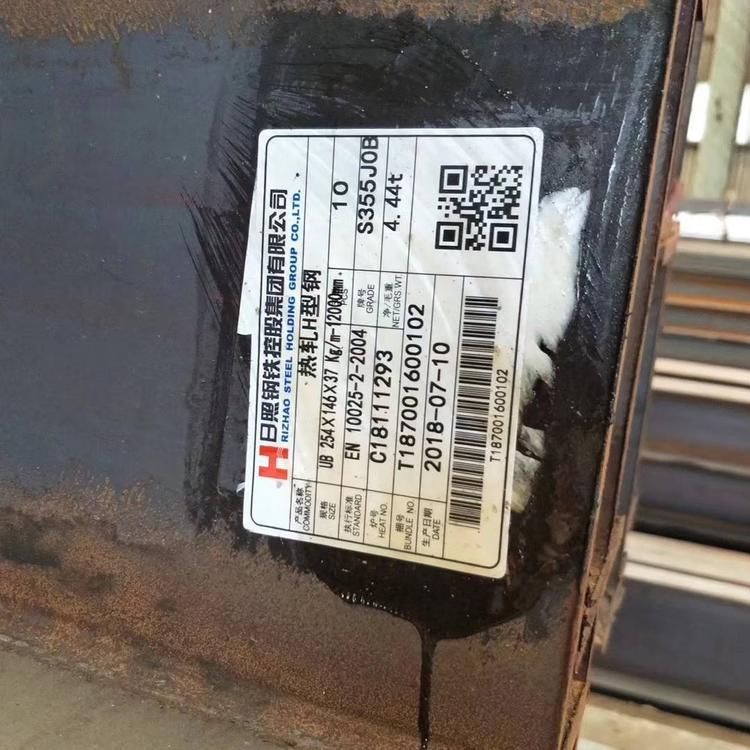 日照钢铁控股集团有限公司
RIZHAO STEEL HOLDING GROUP CO.,LTD.
产品名称 COMMODITY 热轧H型钢
规格 SIZE UB 254X146X37 Kg/m-12000mm 10 PCS
执行标准 STANDARD EN 10025-2-2004 牌号 GRADE S355J0B
炉号 HEAT NO. C18111293 净/毛重 NET/GRS.WT. 4.44t
捆号 BUNDLE NO. T187001600102
生产日期 DATE 2018-07-10
T187001600102